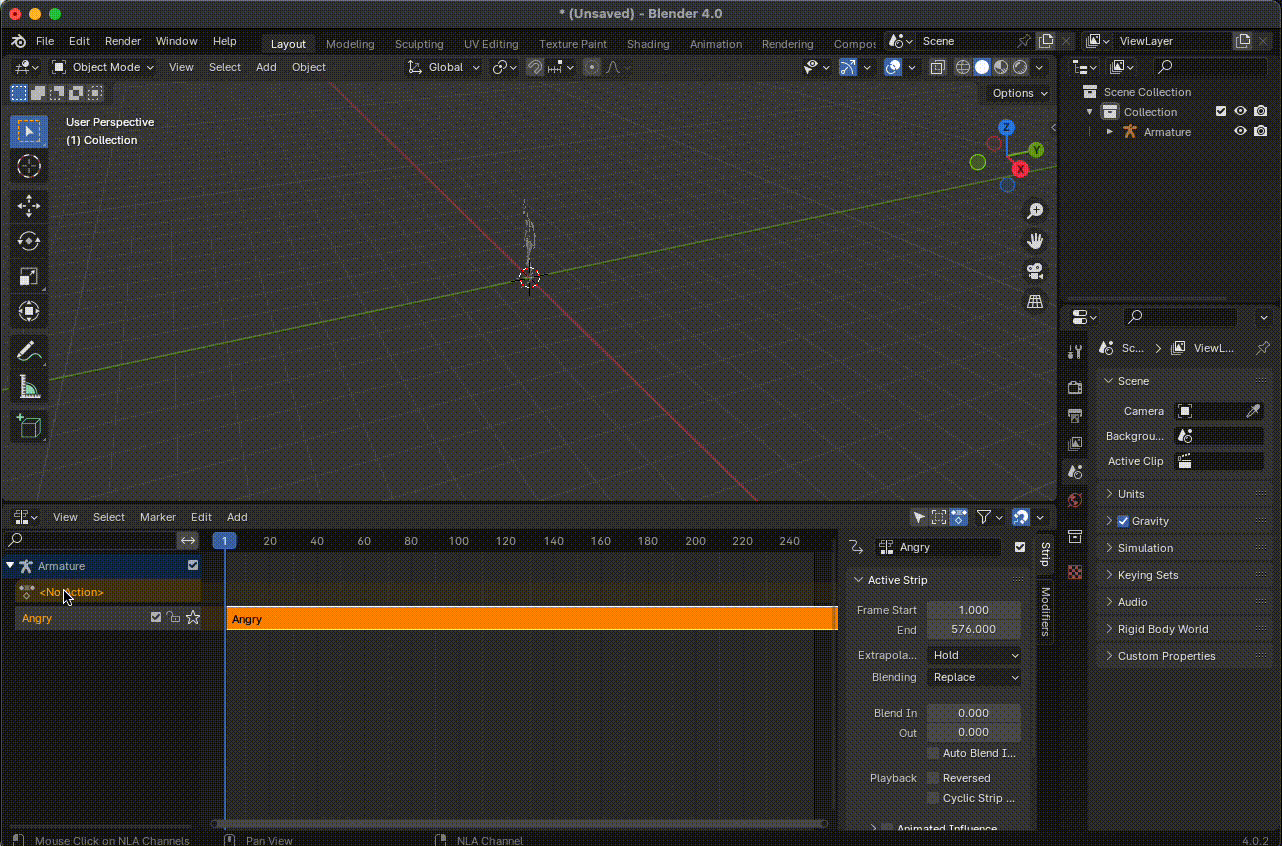 * (Unsaved) - Blender 4.0
File Edit Render Window Help Layout Modeling Sculpting UV Editing Texture Paint Shading Animation Rendering Compos Scene ViewLayer
Object Mode View Select Add Object Global
Options
User Perspective
(1) Collection
Z
Y
X
Scene Collection
Collection
Armature
Sc... ViewL...
Scene
Camera
Backgrou...
Active Clip
Units
Gravity
Simulation
Keying Sets
Audio
Rigid Body World
Custom Properties
View Select Marker Edit Add
1 20 40 60 80 100 120 140 160 180 200 220 240
Armature
<No Action>
Angry
Angry
Angry
Strip
Modifiers
Active Strip
Frame Start 1.000
End 576.000
Extrapola... Hold
Blending Replace
Blend In 0.000
Out 0.000
Auto Blend I...
Playback Reversed
Cyclic Strip ...
Animated Influence
Mouse Click on NLA Channels Pan View NLA Channel 4.0.2